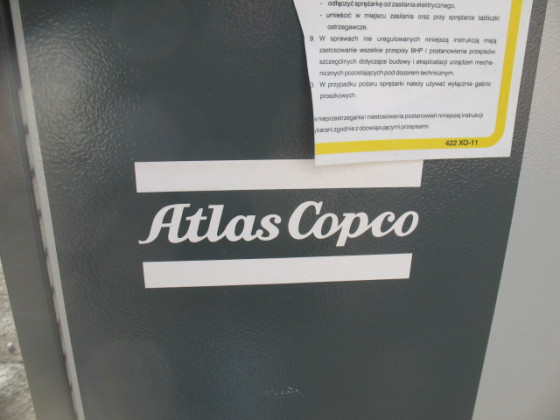 - odłączyć sprężarkę od zasilania elektrycznego,
- umieścić w miejscu zasilania oraz przy sprężarce tabliczki
ostrzegawcze.
9. W sprawach nie uregulowanych niniejszą instrukcją mają
zastosowanie wszelkie przepisy BHP i postanowienia przepisów
szczególnych dotyczące budowy i eksploatacji urządzeń mecha-
nicznych pozostających pod dozorem technicznym.
0. W przypadku pożaru sprężarki należy używać wyłącznie gaśnic
proszkowych.
nieprzestrzegania i niestosowania postanowień niniejszej instrukcji
karani zgodnie z obowiązującymi przepisami.
422 XO-11
Atlas Copco